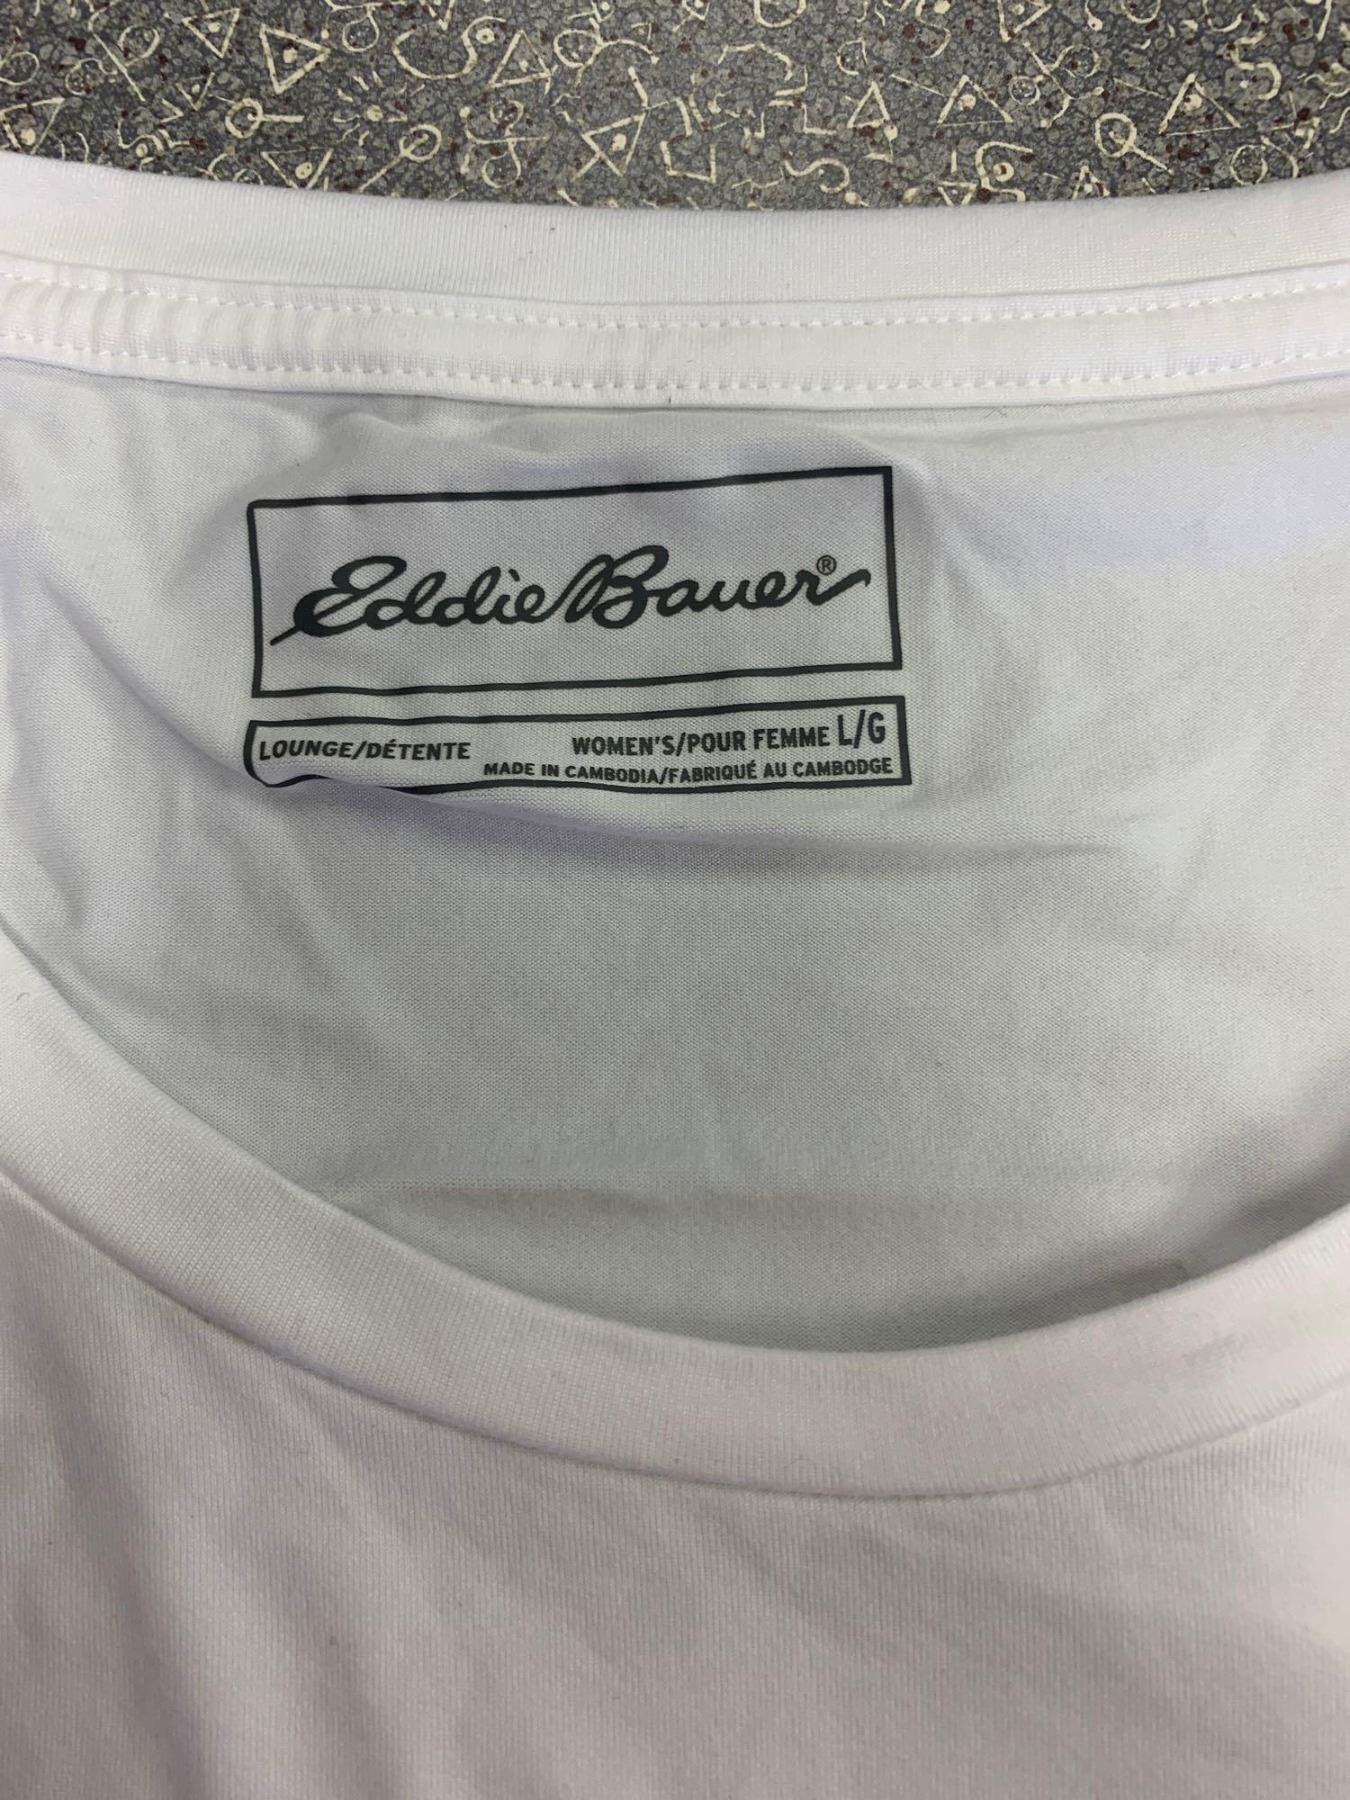 Eddie Bauer®
LOUNGE/DÉTENTE WOMEN'S/POUR FEMME L/G
MADE IN CAMBODIA/FABRIQUÉ AU CAMBODGE